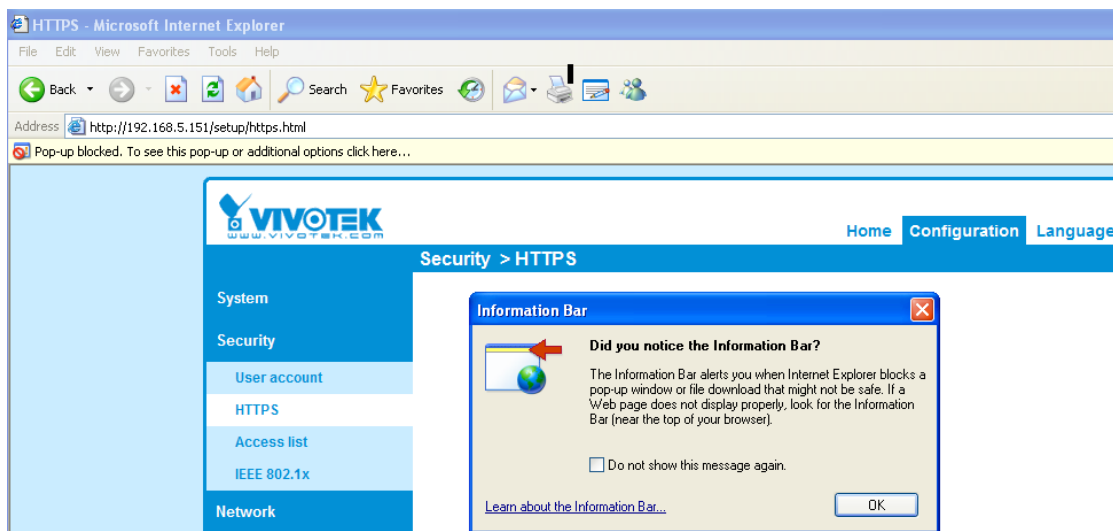 HTTPS - Microsoft Internet Explorer
File Edit View Favorites Tools Help
Back Search Favorites
Address http://192.168.5.151/setup/https.html
Pop-up blocked. To see this pop-up or additional options click here...
VIVOTEK
www.vivotek.com
Home Configuration Language
Security > HTTPS
System
Security
User account
HTTPS
Access list
IEEE 802.1x
Network
Information Bar
Did you notice the Information Bar?
The Information Bar alerts you when Internet Explorer blocks a
pop-up window or file download that might not be safe. If a
Web page does not display properly, look for the Information
Bar (near the top of your browser).
Do not show this message again.
Learn about the Information Bar...
OK